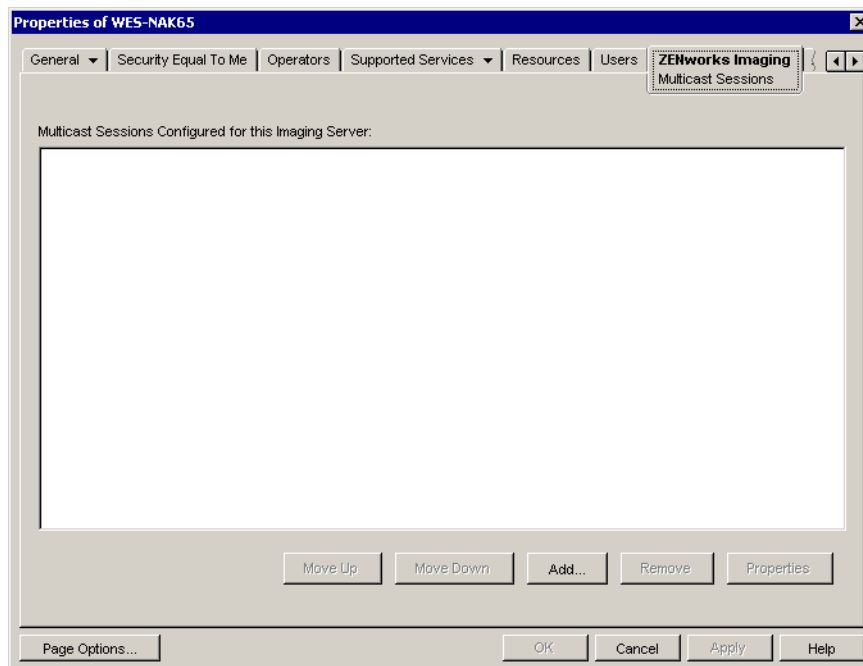 Properties of WES-NAK65
General Security Equal To Me Operators Supported Services Resources Users ZENworks Imaging
Multicast Sessions
Multicast Sessions Configured for this Imaging Server:
Move Up Move Down Add... Remove Properties
Page Options... OK Cancel Apply Help